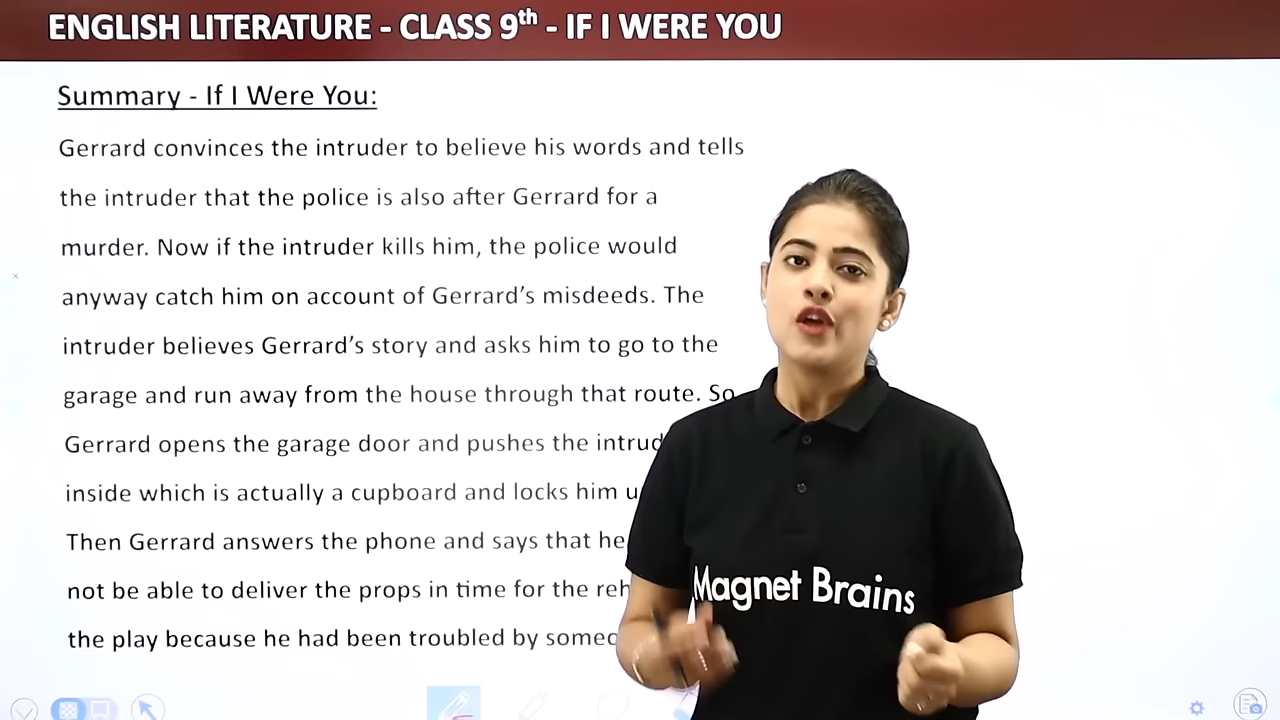 ENGLISH LITERATURE - CLASS 9th - IF I WERE YOU
Summary - If I Were You:
Gerrard convinces the intruder to believe his words and tells
the intruder that the police is also after Gerrard for a
murder. Now if the intruder kills him, the police would
anyway catch him on account of Gerrard's misdeeds. The
intruder believes Gerrard's story and asks him to go to the
garage and run away from the house through that route. So
Gerrard opens the garage door and pushes the
inside which is actually a cupboard and locks him
Then Gerrard answers the phone and says that he
not be able to deliver the props in time for the
the play because he had been troubled by
Magnet Brains